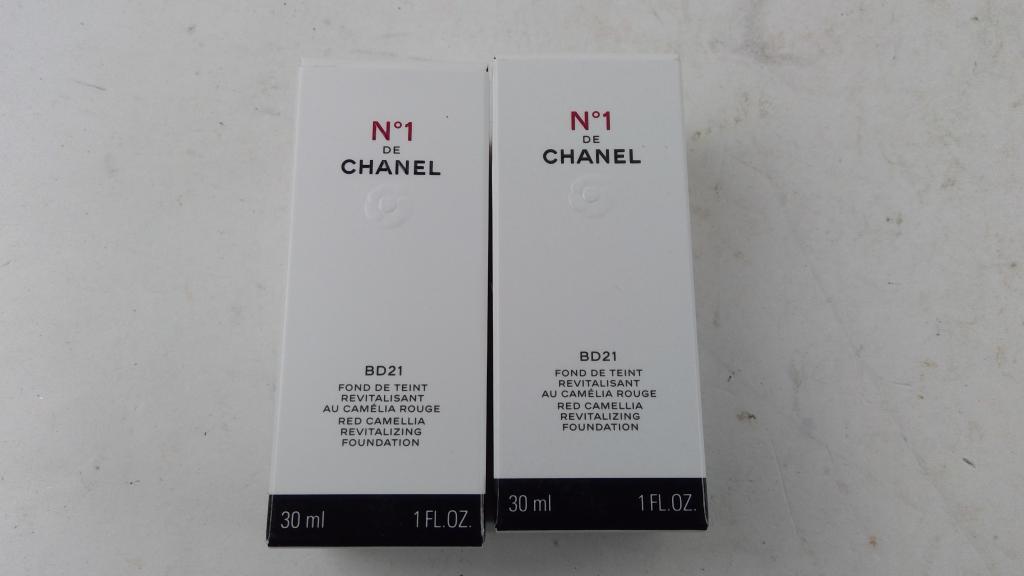 N°1
DE
CHANEL
BD21
FOND DE TEINT
REVITALISANT
AU CAMÉLIA ROUGE
RED CAMELLIA
REVITALIZING
FOUNDATION
30 ml 1 FL.OZ.
N°1
DE
CHANEL
BD21
FOND DE TEINT
REVITALISANT
AU CAMÉLIA ROUGE
RED CAMELLIA
REVITALIZING
FOUNDATION
30 ml 1 FL.OZ.